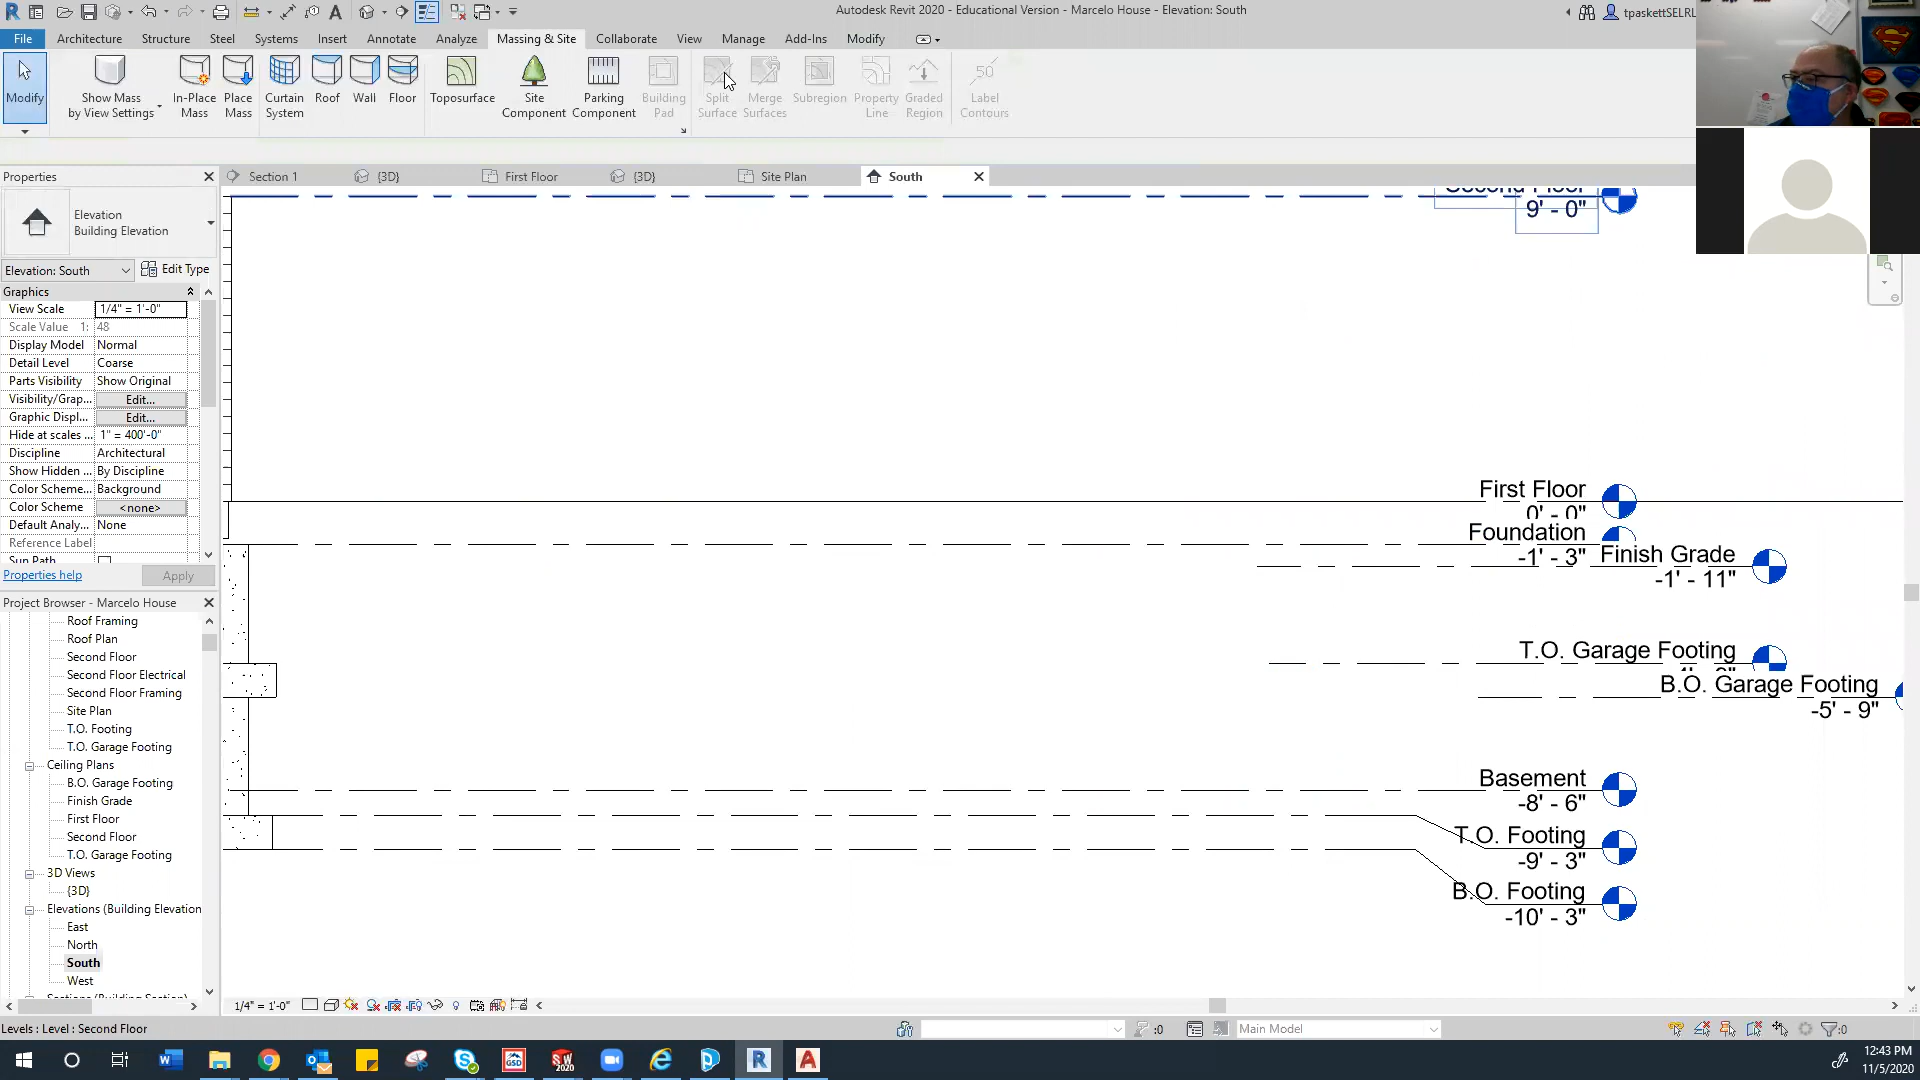 Autodesk Revit 2020 - Educational Version - Marcelo House - Elevation: South
tpaskettSELRL
File
Architecture
Structure
Steel
Systems
Insert
Annotate
Analyze
Massing & Site
Collaborate
View
Manage
Add-Ins
Modify
Modify
Show Mass
by View Settings
In-Place
Mass
Place
Mass
Curtain
System
Roof
Wall
Floor
Toposurface
Site
Component
Parking
Component
Building
Pad
Split
Surface
Merge
Surfaces
Subregion
Property
Line
Graded
Region
50
Label
Contours
Properties
Section 1
{3D}
First Floor
{3D}
Site Plan
South
Elevation
Building Elevation
Elevation: South
Edit Type
Graphics
View Scale 1/4" = 1'-0"
Scale Value 1: 48
Display Model Normal
Detail Level Coarse
Parts Visibility Show Original
Visibility/Grap... Edit...
Graphic Displ... Edit...
Hide at scales ... 1" = 400'-0"
Discipline Architectural
Show Hidden ... By Discipline
Color Scheme... Background
Color Scheme <none>
Default Analy... None
Reference Label
Sun Path
Properties help
Apply
Project Browser - Marcelo House
Roof Framing
Roof Plan
Second Floor
Second Floor Electrical
Second Floor Framing
Site Plan
T.O. Footing
T.O. Garage Footing
Ceiling Plans
B.O. Garage Footing
Finish Grade
First Floor
Second Floor
T.O. Garage Footing
3D Views
{3D}
Elevations (Building Elevation
East
North
South
West
Sections (Building Section)
Second Floor
9' - 0"
First Floor
0' - 0"
Foundation
-1' - 3"
Finish Grade
-1' - 11"
T.O. Garage Footing
B.O. Garage Footing
-5' - 9"
Basement
-8' - 6"
T.O. Footing
-9' - 3"
B.O. Footing
-10' - 3"
1/4" = 1'-0"
Levels : Level : Second Floor
:0
Main Model
:0
12:43 PM
11/5/2020